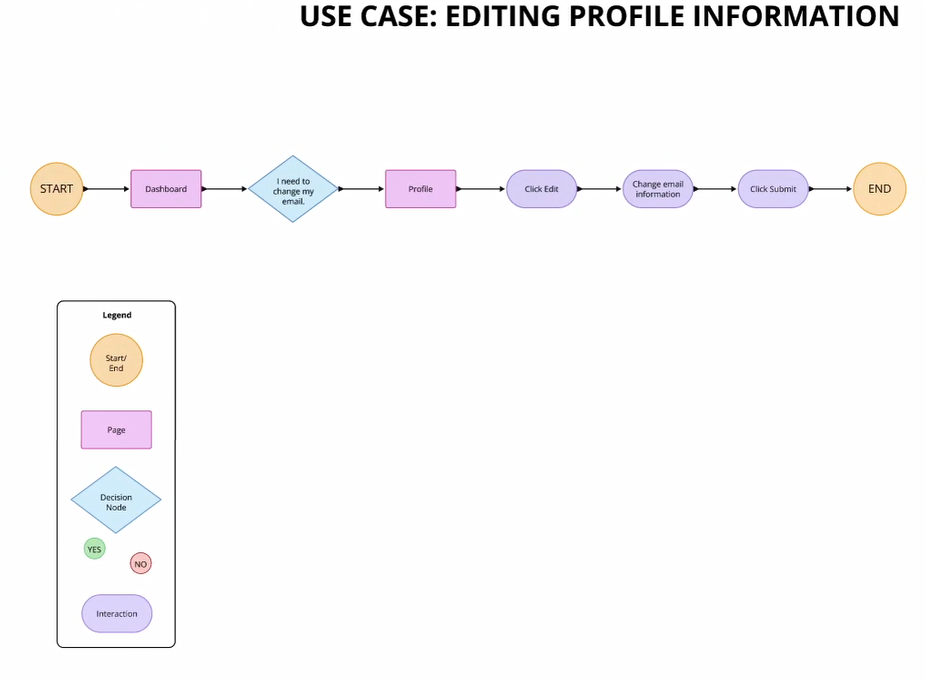 USE CASE: EDITING PROFILE INFORMATION
START
Dashboard
I need to
change my
email.
Profile
Click Edit
Change email
information
Click Submit
END
Legend
Start/
End
Page
Decision
Node
YES
NO
Interaction